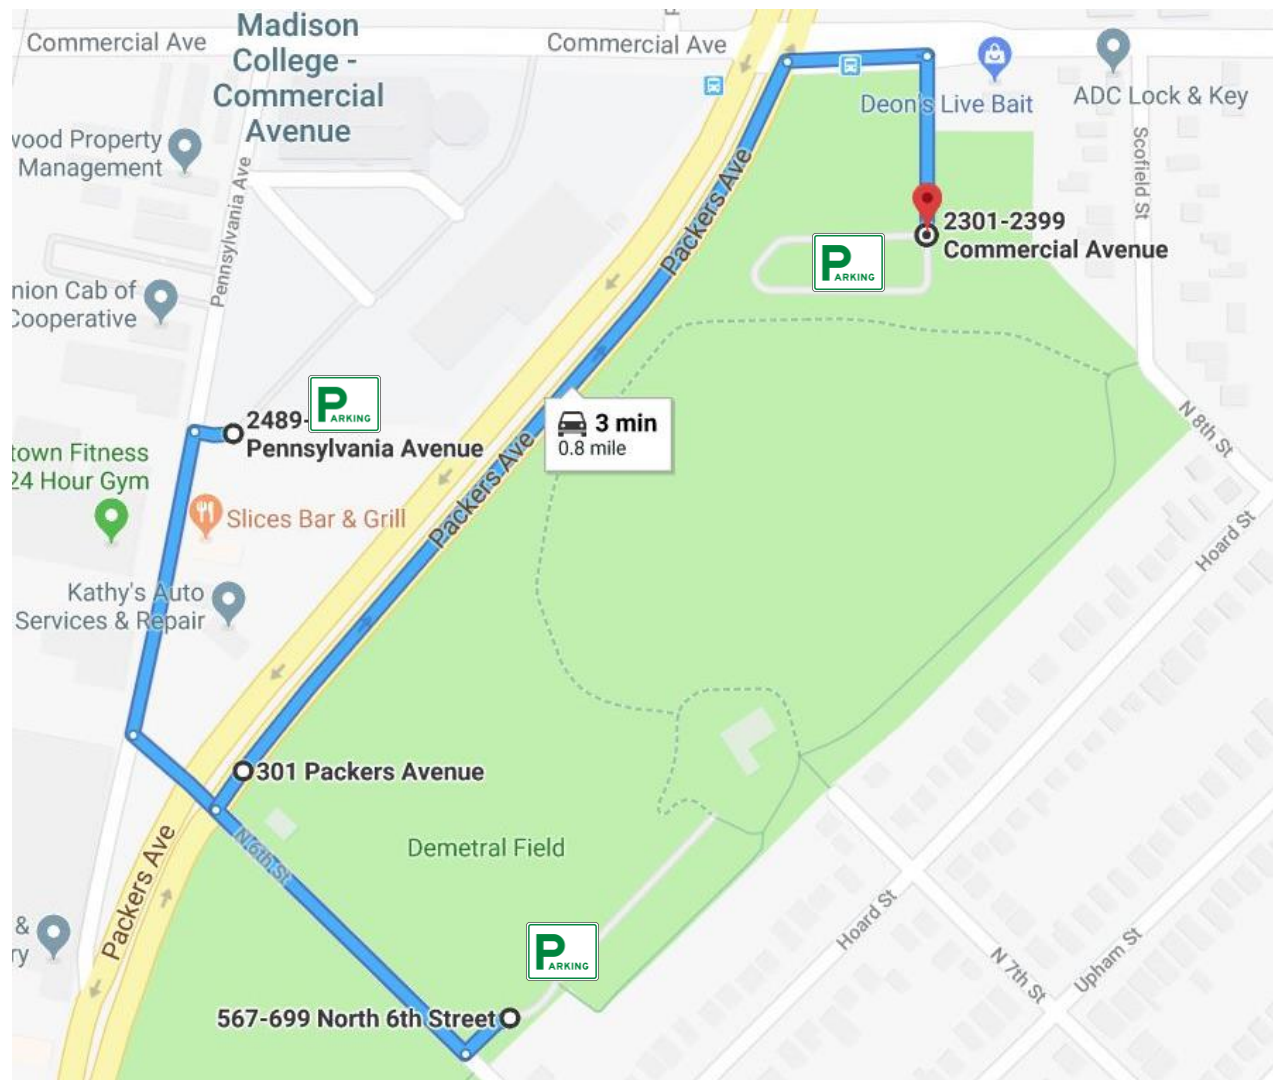 Commercial Ave
Madison
College -
Commercial
Avenue
Commercial Ave
Deon's Live Bait
ADC Lock & Key
wood Property
Management
Pennsylvania Ave
Packers Ave
Scofield St
2301-2399
Commercial Avenue
PARKING
nion Cab of
Cooperative
2489-
Pennsylvania Avenue
PARKING
3 min
0.8 mile
N 8th St
town Fitness
24 Hour Gym
Slices Bar & Grill
Packers Ave
Hoard St
Kathy's Auto
Services & Repair
301 Packers Avenue
N 6th St
Demetral Field
Packers Ave
&
ry
PARKING
Hoard St
N 7th St
Upham St
567-699 North 6th Street